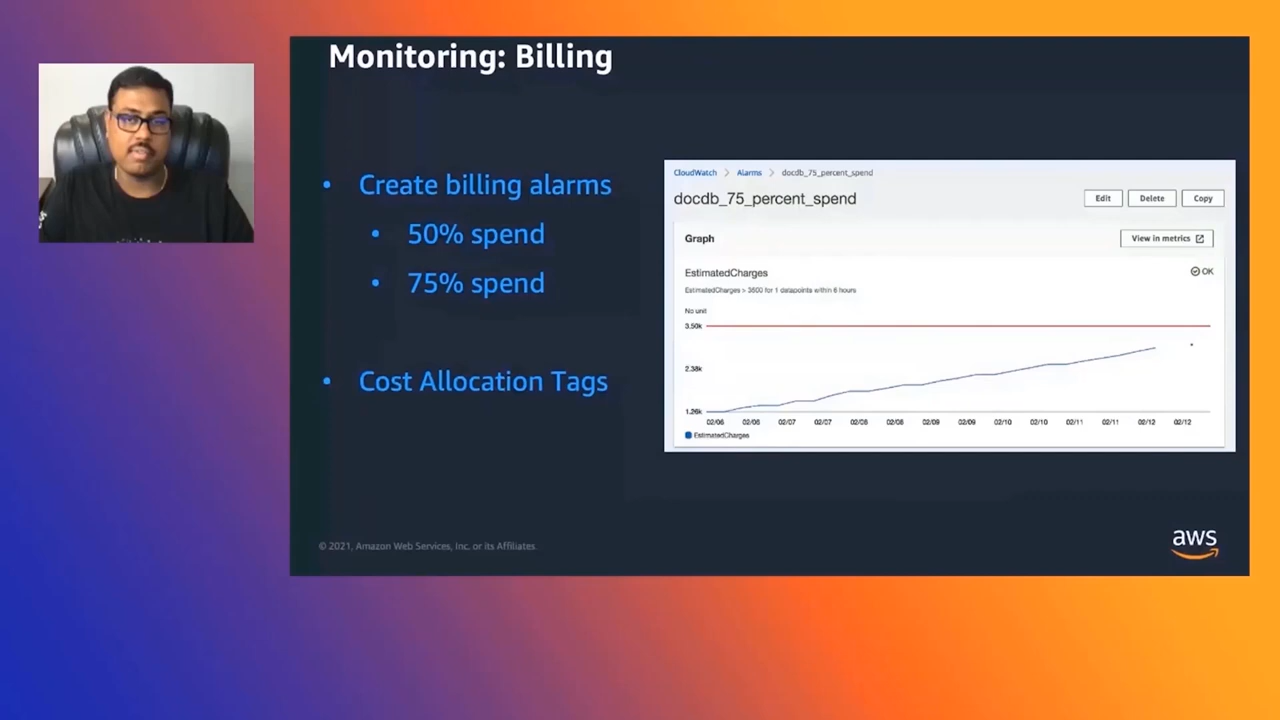 Monitoring: Billing
• Create billing alarms
• 50% spend
• 75% spend
• Cost Allocation Tags
CloudWatch > Alarms > docdb_75_percent_spend
docdb_75_percent_spend
Edit Delete Copy
Graph
View in metrics
EstimatedCharges
OK
EstimatedCharges > 3500 for 1 datapoints within 6 hours
No unit
3.50k
2.38k
1.26k
02/06 02/06 02/07 02/07 02/08 02/08 02/09 02/09 02/10 02/10 02/11 02/11 02/12 02/12
EstimatedCharges
© 2021, Amazon Web Services, Inc. or its Affiliates.
aws